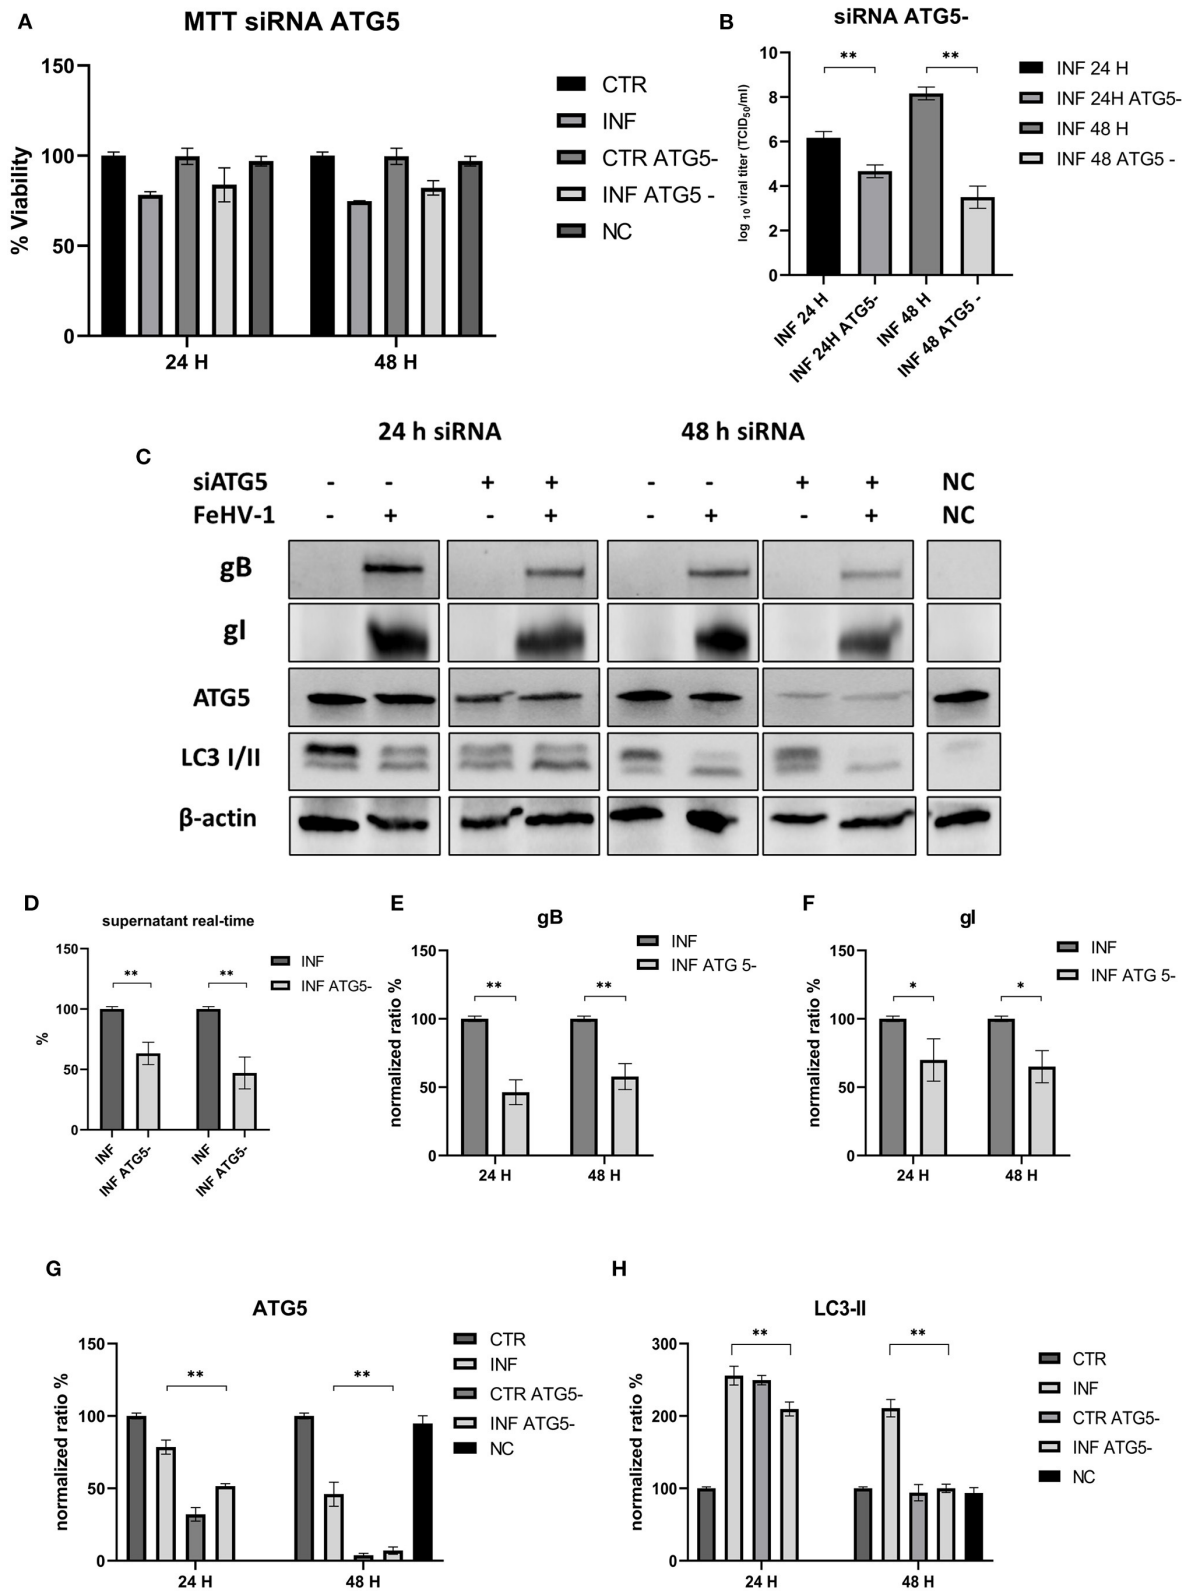 A
MTT siRNA ATG5
% Viability
150
100
50
0
24 H
48 H
CTR
INF
CTR ATG5-
INF ATG5 -
NC
B
siRNA ATG5-
log 10 viral titer (TCID50/ml)
10
8
6
4
2
0
** **
INF 24 H
INF 24H ATG5-
INF 48 H
INF 48 ATG5 -
INF 24 H
INF 24H ATG5-
INF 48 H
INF 48 ATG5 -
C
24 h siRNA 48 h siRNA
siATG5 - - + + - - + + NC
FeHV-1 - + - + - + - + NC
gB
gI
ATG5
LC3 I/II
β-actin
D
supernatant real-time
%
150
100
50
0
** **
INF
INF ATG5-
INF
INF ATG5-
INF
INF ATG5-
E
gB
normalized ratio %
150
100
50
0
** **
24 H
48 H
INF
INF ATG 5-
F
gI
normalized ratio %
150
100
50
0
* *
24 H
48 H
INF
INF ATG 5-
G
ATG5
normalized ratio %
150
100
50
0
** **
24 H
48 H
CTR
INF
CTR ATG5-
INF ATG5-
NC
H
LC3-II
normalized ratio %
300
200
100
0
** **
24 H
48 H
CTR
INF
CTR ATG5-
INF ATG5-
NC